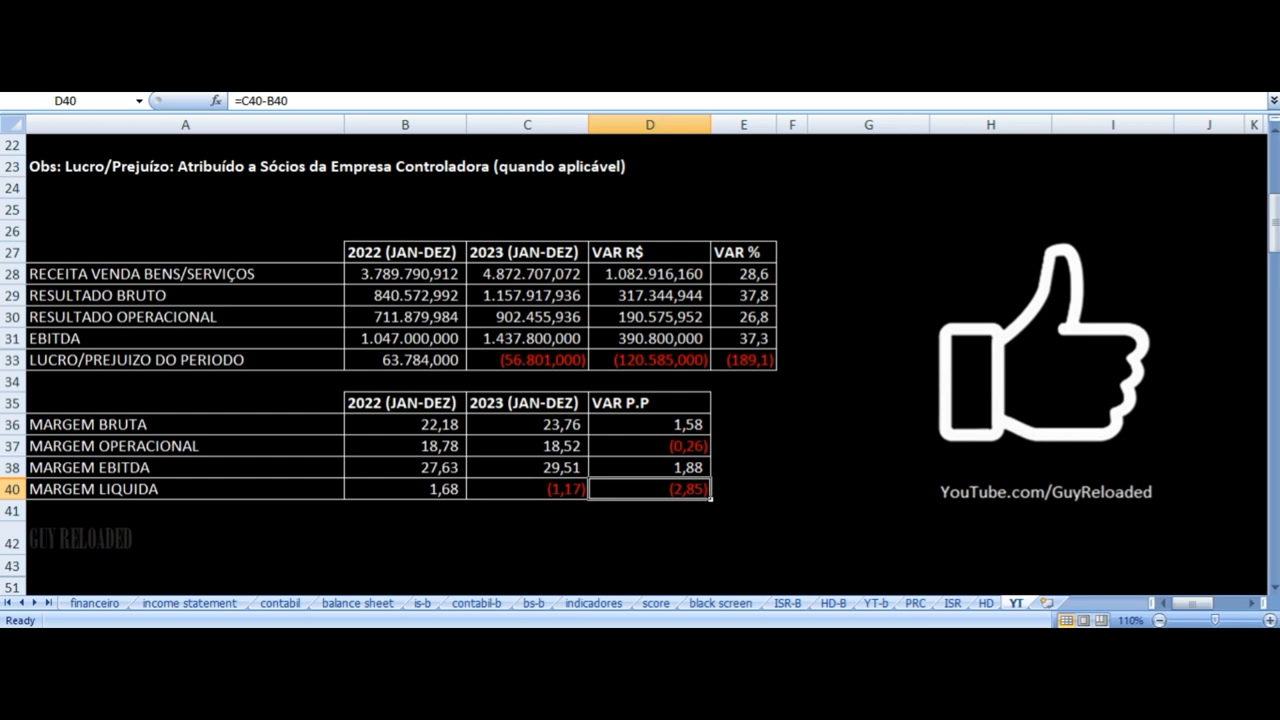 D40 fx =C40-B40
A B C D E F G H I J K
22
23 Obs: Lucro/Prejuízo: Atribuído a Sócios da Empresa Controladora (quando aplicável)
24
25
26
27 2022 (JAN-DEZ) 2023 (JAN-DEZ) VAR R$ VAR %
28 RECEITA VENDA BENS/SERVIÇOS 3.789.790,912 4.872.707,072 1.082.916,160 28,6
29 RESULTADO BRUTO 840.572,992 1.157.917,936 317.344,944 37,8
30 RESULTADO OPERACIONAL 711.879,984 902.455,936 190.575,952 26,8
31 EBITDA 1.047.000,000 1.437.800,000 390.800,000 37,3
33 LUCRO/PREJUIZO DO PERIODO 63.784,000 (56.801,000) (120.585,000) (189,1)
34
35 2022 (JAN-DEZ) 2023 (JAN-DEZ) VAR P.P
36 MARGEM BRUTA 22,18 23,76 1,58
37 MARGEM OPERACIONAL 18,78 18,52 (0,26)
38 MARGEM EBITDA 27,63 29,51 1,88
40 MARGEM LIQUIDA 1,68 (1,17) (2,85)
YouTube.com/GuyReloaded
41
42 GUY RELOADED
43
51
financeiro income statement contabil balance sheet is-b contabil-b bs-b indicadores score black screen ISR-B HD-B YT-b PRC ISR HD YT
Ready 110%